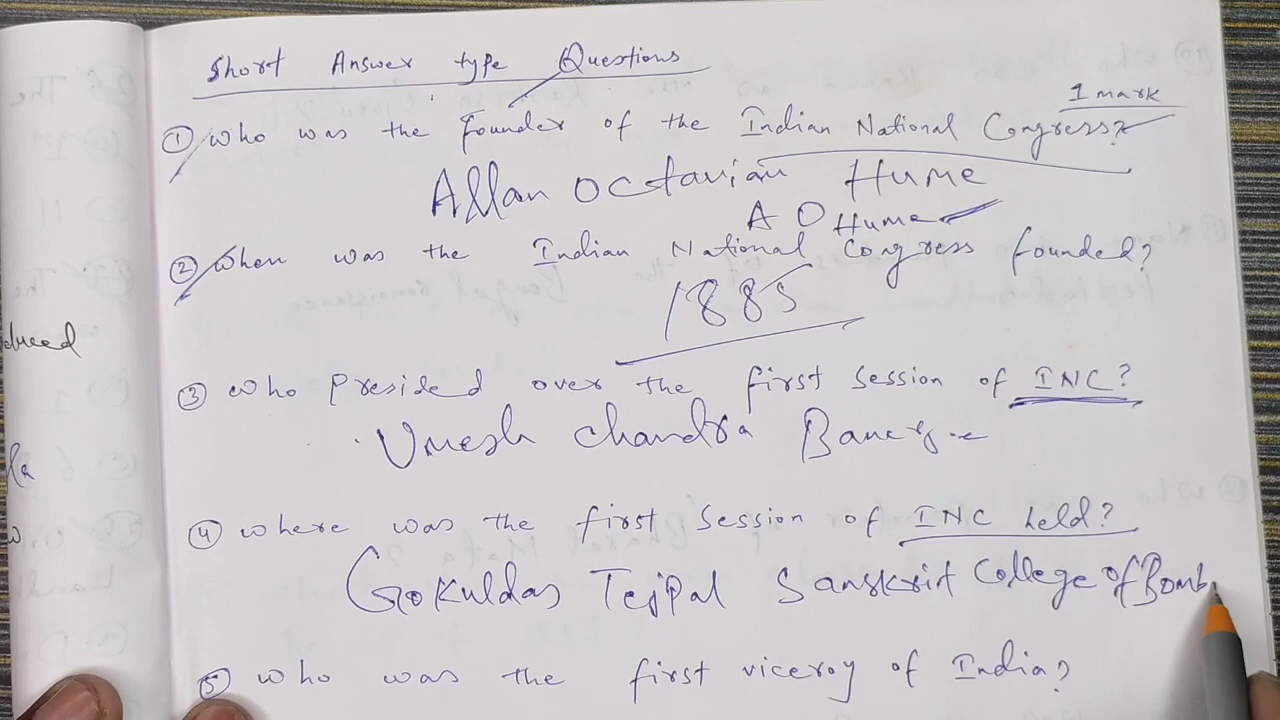 Short Answer type Questions
1 mark
① Who was the founder of the Indian National Congress?
Allan Octavian Hume
A O Hume
② When was the Indian National Congress founded?
1885
③ who presided over the first session of INC?
Umesh Chandra Banerjee
④ where was the first session of INC held?
Gokuldas Tejpal Sanskrit College of Bomb
⑤ who was the first viceroy of India?